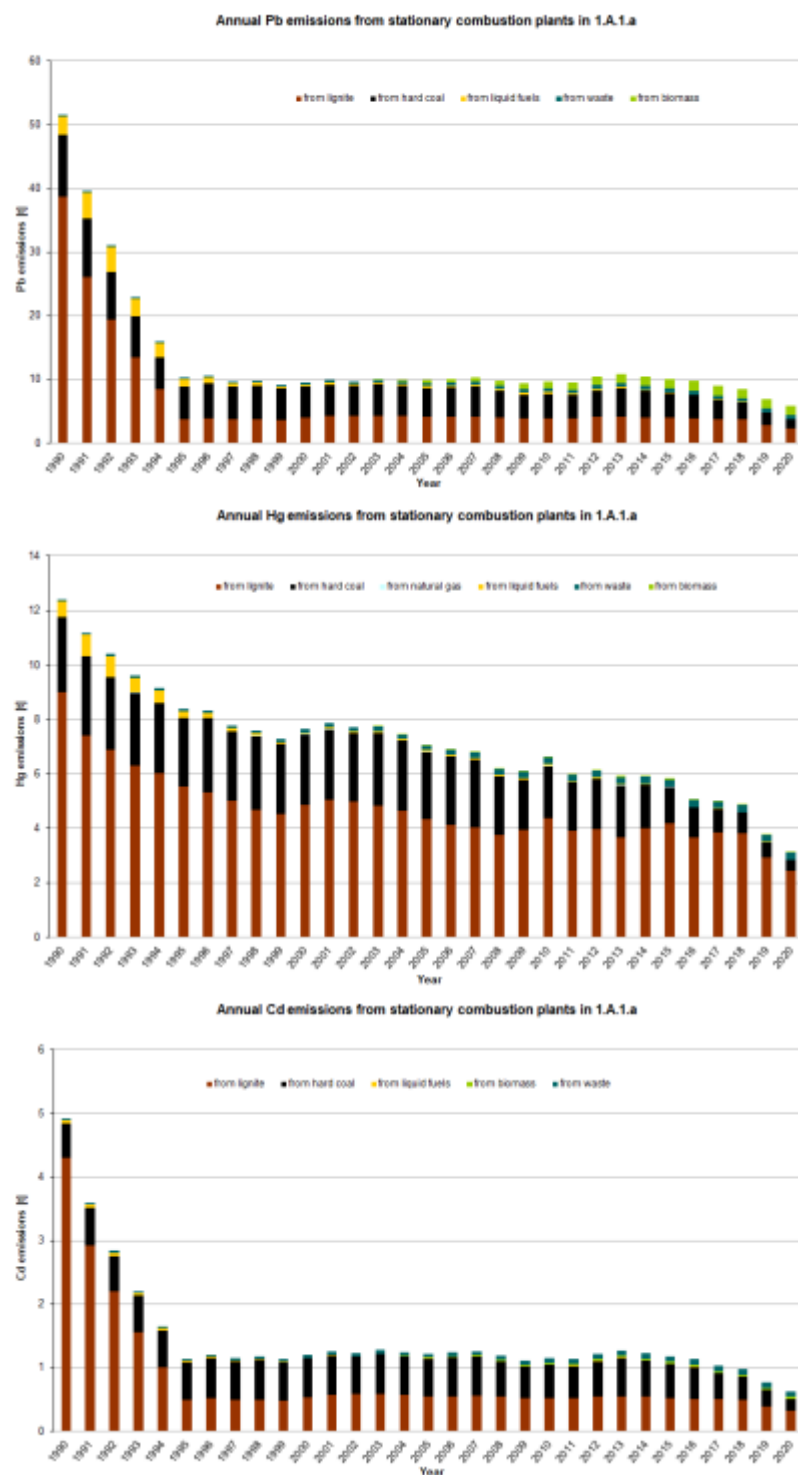 Annual Pb emissions from stationary combustion plants in 1.A.1.a
60
from lignite from hard coal from liquid fuels from waste from biomass
50
40
30
20
10
0
Pb emissions [t]
1990 1991 1992 1993 1994 1995 1996 1997 1998 1999 2000 2001 2002 2003 2004 2005 2006 2007 2008 2009 2010 2011 2012 2013 2014 2015 2016 2017 2018 2019 2020
Year
Annual Hg emissions from stationary combustion plants in 1.A.1.a
14
from lignite from hard coal from natural gas from liquid fuels from waste from biomass
12
10
8
6
4
2
0
Hg emissions [t]
1990 1991 1992 1993 1994 1995 1996 1997 1998 1999 2000 2001 2002 2003 2004 2005 2006 2007 2008 2009 2010 2011 2012 2013 2014 2015 2016 2017 2018 2019 2020
Year
Annual Cd emissions from stationary combustion plants in 1.A.1.a
6
from lignite from hard coal from liquid fuels from biomass from waste
5
4
3
2
1
0
Cd emissions [t]
1990 1991 1992 1993 1994 1995 1996 1997 1998 1999 2000 2001 2002 2003 2004 2005 2006 2007 2008 2009 2010 2011 2012 2013 2014 2015 2016 2017 2018 2019 2020
Year